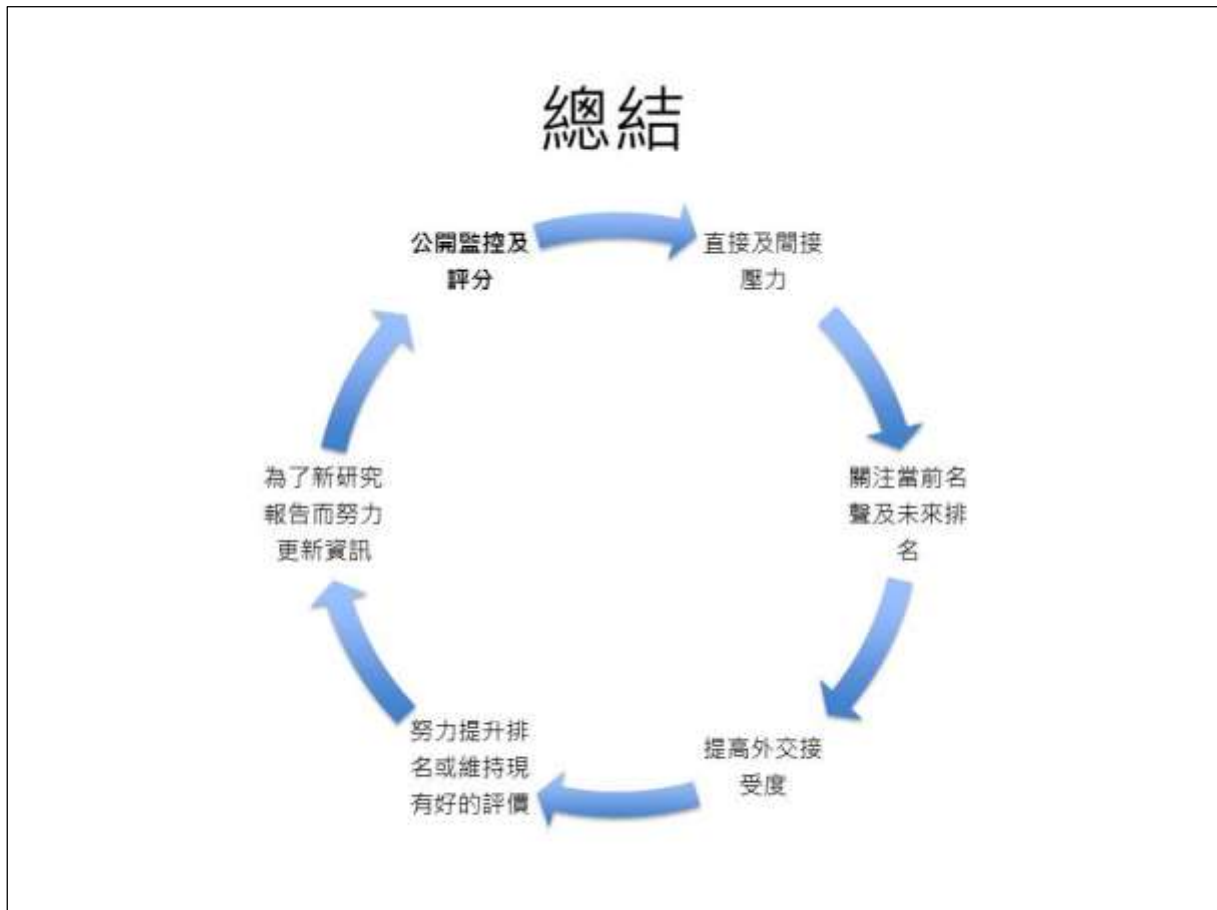 總結
公開監控及
評分
直接及間接
壓力
關注當前名
聲及未來排
名
提高外交接
受度
努力提升排
名或維持現
有好的評價
為了新研究
報告而努力
更新資訊